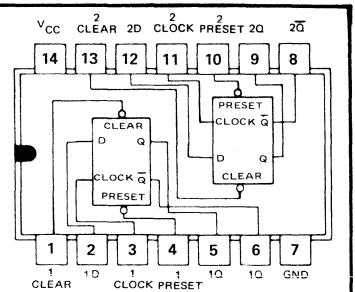 V_CC 2 CLEAR 2D 2 CLOCK 2 PRESET 2Q 2Q̅
14 13 12 11 10 9 8
PRESET
CLOCK Q̅
D Q
CLEAR
CLEAR
D Q
CLOCK Q̅
PRESET
1 2 3 4 5 6 7
1 CLEAR 1D 1 CLOCK 1 PRESET 1Q 1Q GND